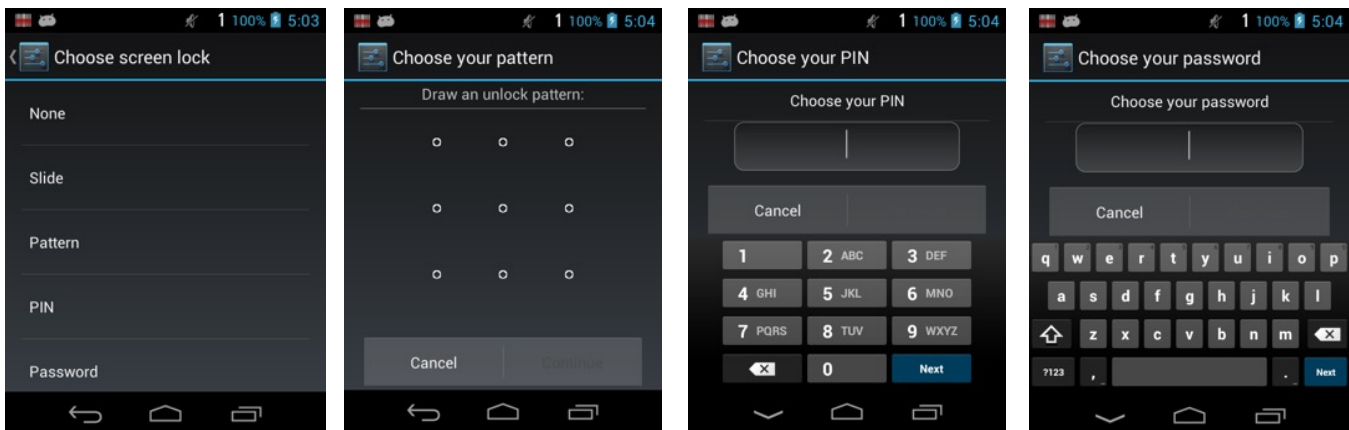 1 100% 5:03
Choose screen lock
None
Slide
Pattern
PIN
Password
1 100% 5:04
Choose your pattern
Draw an unlock pattern:
Cancel Continue
1 100% 5:04
Choose your PIN
Choose your PIN
Cancel
1 2 ABC 3 DEF
4 GHI 5 JKL 6 MNO
7 PQRS 8 TUV 9 WXYZ
0 Next
1 100% 5:04
Choose your password
Choose your password
Cancel
q w e r t y u i o p
a s d f g h j k l
z x c v b n m
?123 , . Next